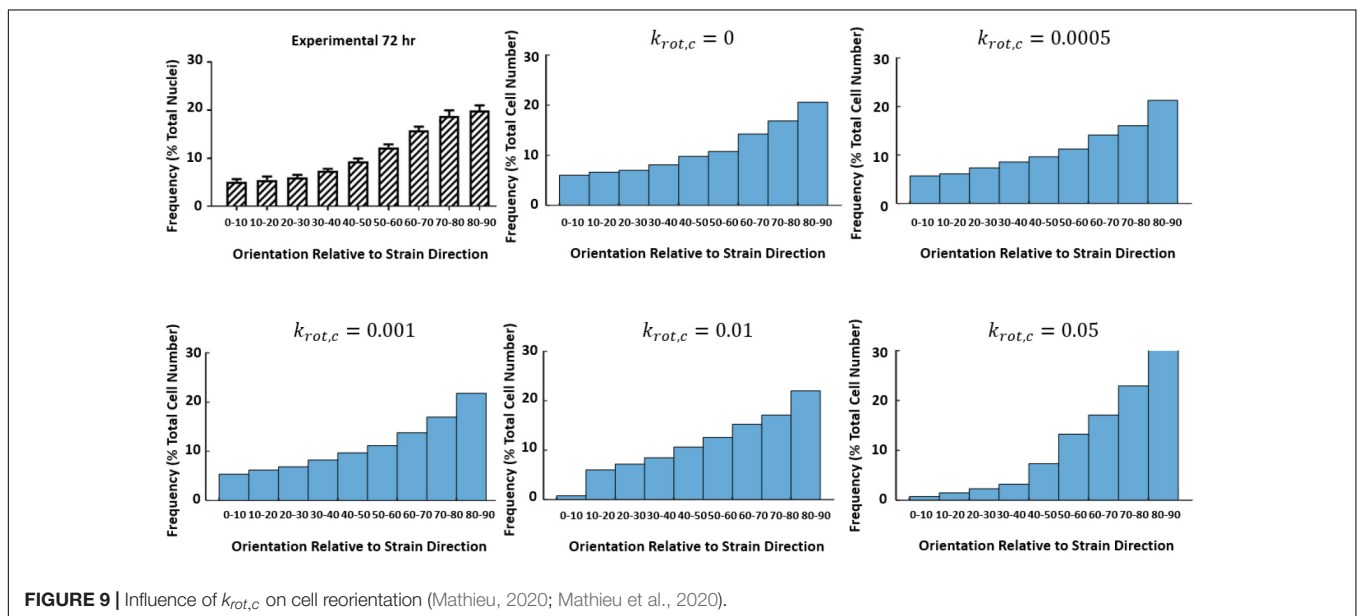 Experimental 72 hr
Frequency (% Total Nuclei)
30
20
10
0
0-10 10-20 20-30 30-40 40-50 50-60 60-70 70-80 80-90
Orientation Relative to Strain Direction
k_{rot,c} = 0
Frequency (% Total Cell Number)
30
20
10
0
0-10 10-20 20-30 30-40 40-50 50-60 60-70 70-80 80-90
Orientation Relative to Strain Direction
k_{rot,c} = 0.0005
Frequency (% Total Cell Number)
30
20
10
0
0-10 10-20 20-30 30-40 40-50 50-60 60-70 70-80 80-90
Orientation Relative to Strain Direction
k_{rot,c} = 0.001
Frequency (% Total Cell Number)
30
20
10
0
0-10 10-20 20-30 30-40 40-50 50-60 60-70 70-80 80-90
Orientation Relative to Strain Direction
k_{rot,c} = 0.01
Frequency (% Total Cell Number)
30
20
10
0
0-10 10-20 20-30 30-40 40-50 50-60 60-70 70-80 80-90
Orientation Relative to Strain Direction
k_{rot,c} = 0.05
Frequency (% Total Cell Number)
30
20
10
0
0-10 10-20 20-30 30-40 40-50 50-60 60-70 70-80 80-90
Orientation Relative to Strain Direction
FIGURE 9 | Influence of k_{rot,c} on cell reorientation (Mathieu, 2020; Mathieu et al., 2020).